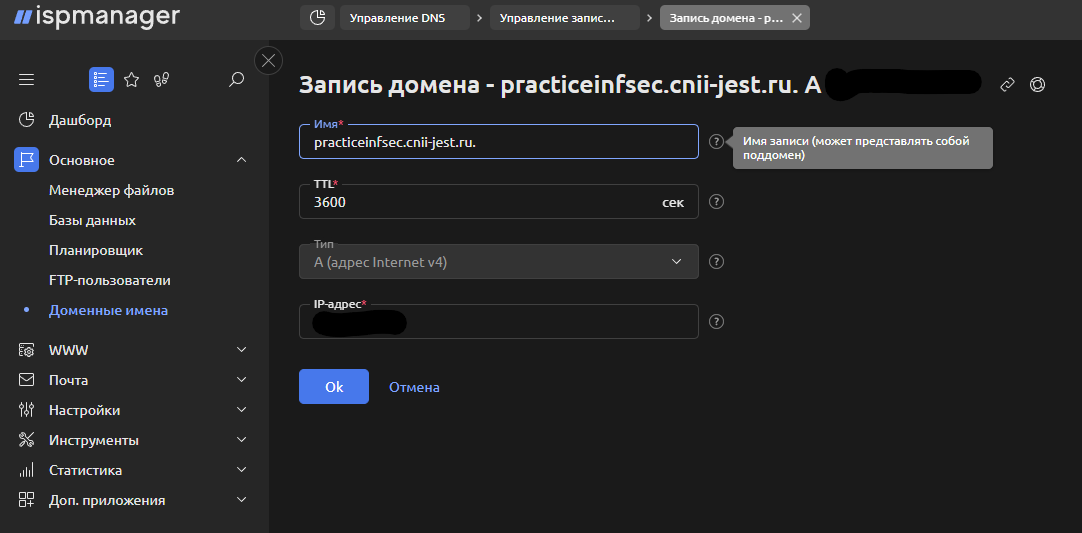 ispmanager
Управление DNS
Управление запис...
Запись домена - р...
Дашборд
Основное
Менеджер файлов
Базы данных
Планировщик
FTP-пользователи
Доменные имена
WWW
Почта
Настройки
Инструменты
Статистика
Доп. приложения
Запись домена - practiceinfsec.cnii-jest.ru. A
Имя*
practiceinfsec.cnii-jest.ru.
Имя записи (может представлять собой
поддомен)
TTL*
3600 сек
Тип
A (адрес Internet v4)
IP-адрес*
Ok Отмена